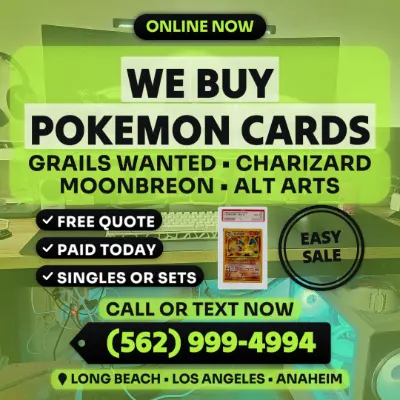 ONLINE NOW
WE BUY
POKEMON CARDS
GRAILS WANTED ▪ CHARIZARD
MOONBREON ▪ ALT ARTS
✓ FREE QUOTE
✓ PAID TODAY
✓ SINGLES OR SETS
EASY
SALE
CALL OR TEXT NOW
(562) 999-4994
LONG BEACH ▪ LOS ANGELES ▪ ANAHEIM